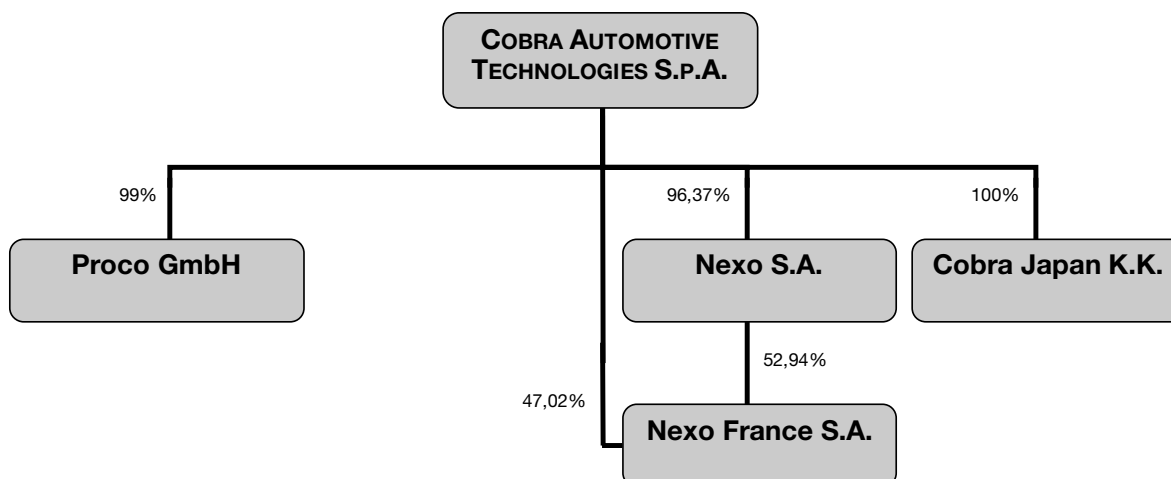 COBRA AUTOMOTIVE
TECHNOLOGIES S.P.A.
99%
96,37%
100%
Proco GmbH
Nexo S.A.
Cobra Japan K.K.
52,94%
47,02%
Nexo France S.A.